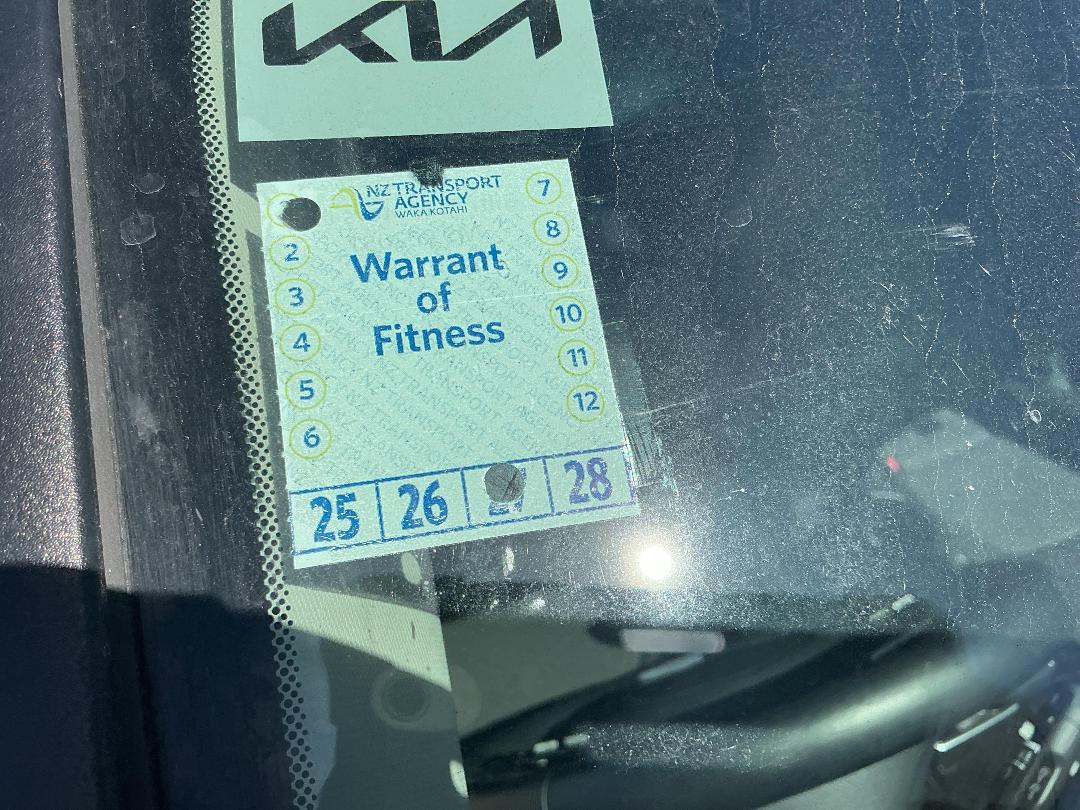 KIA
NZ TRANSPORT
AGENCY
WAKA KOTAHI
Warrant
of
Fitness
2
3
4
5
6
7
8
9
10
11
12
25 26 27 28